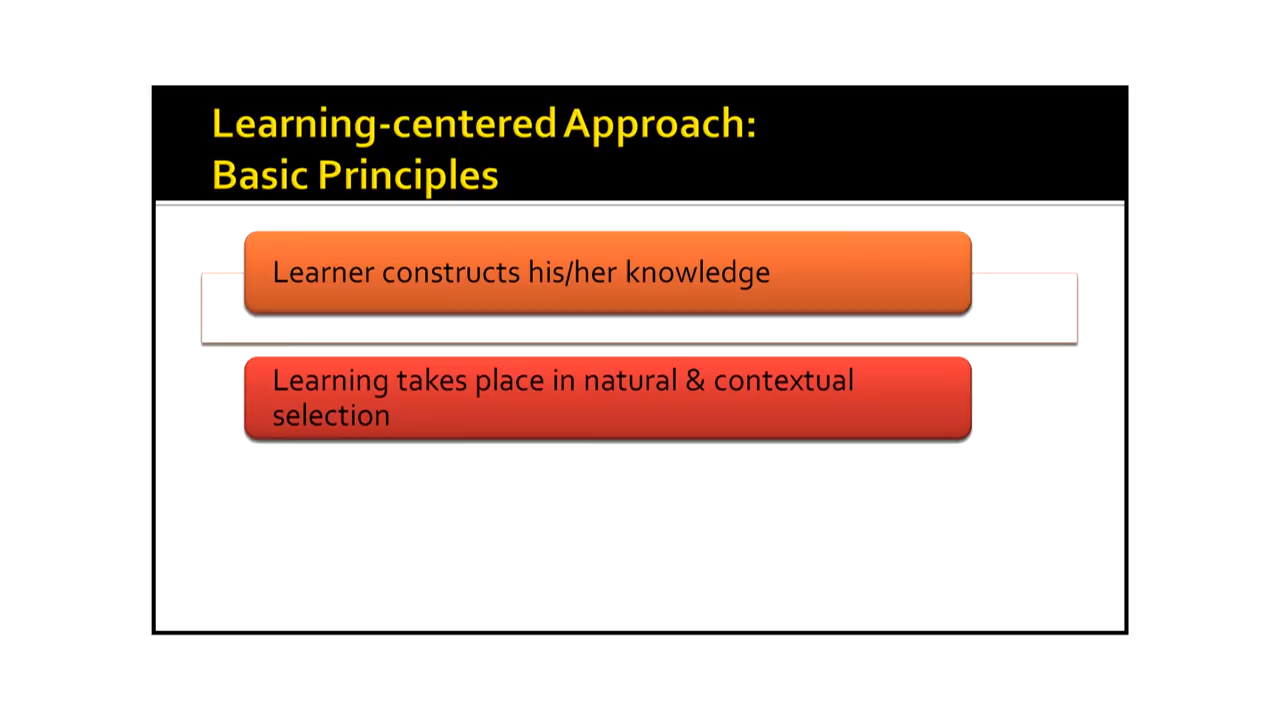 Learning-centered Approach:
Basic Principles
Learner constructs his/her knowledge
Learning takes place in natural & contextual
selection